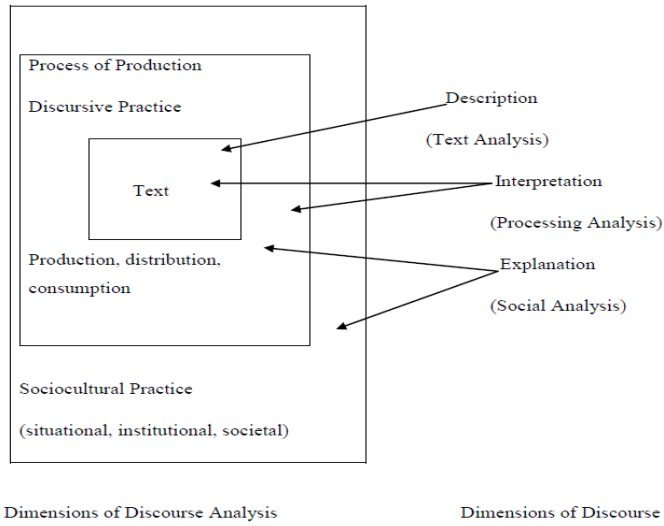 Process of Production
Discursive Practice
Text
Production, distribution,
consumption
Sociocultural Practice
(situational, institutional, societal)
Description
(Text Analysis)
Interpretation
(Processing Analysis)
Explanation
(Social Analysis)
Dimensions of Discourse Analysis
Dimensions of Discourse